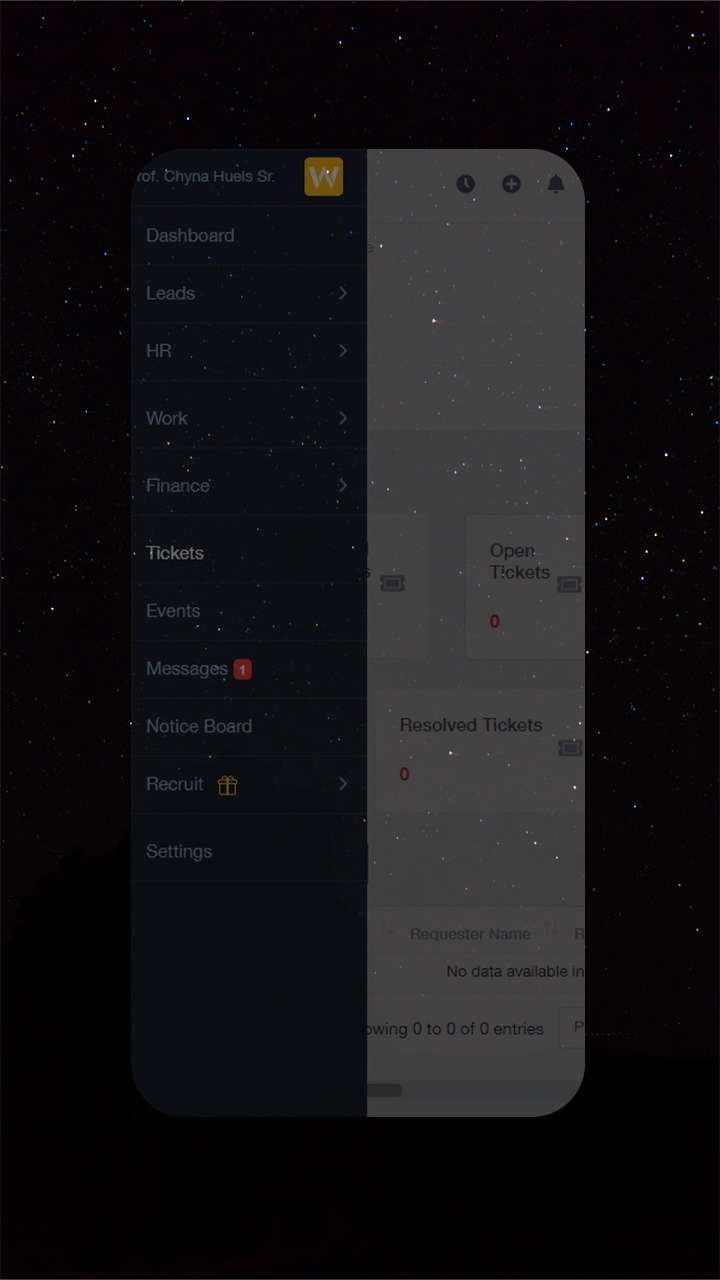 rof. Chyna Huels Sr.
W
Dashboard
Leads
HR
Work
Finance
Tickets
Events
Messages 1
Notice Board
Recruit
Settings
e
s
Open
Tickets
0
Resolved Tickets
0
Requester Name R
No data available in
owing 0 to 0 of 0 entries P